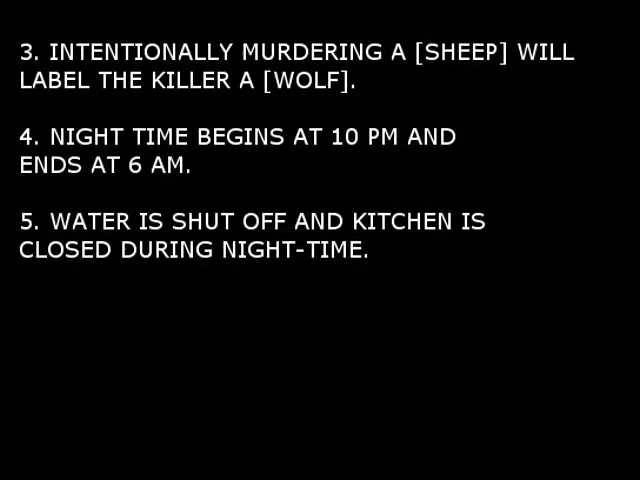 3. INTENTIONALLY MURDERING A [SHEEP] WILL
LABEL THE KILLER A [WOLF].
4. NIGHT TIME BEGINS AT 10 PM AND
ENDS AT 6 AM.
5. WATER IS SHUT OFF AND KITCHEN IS
CLOSED DURING NIGHT-TIME.